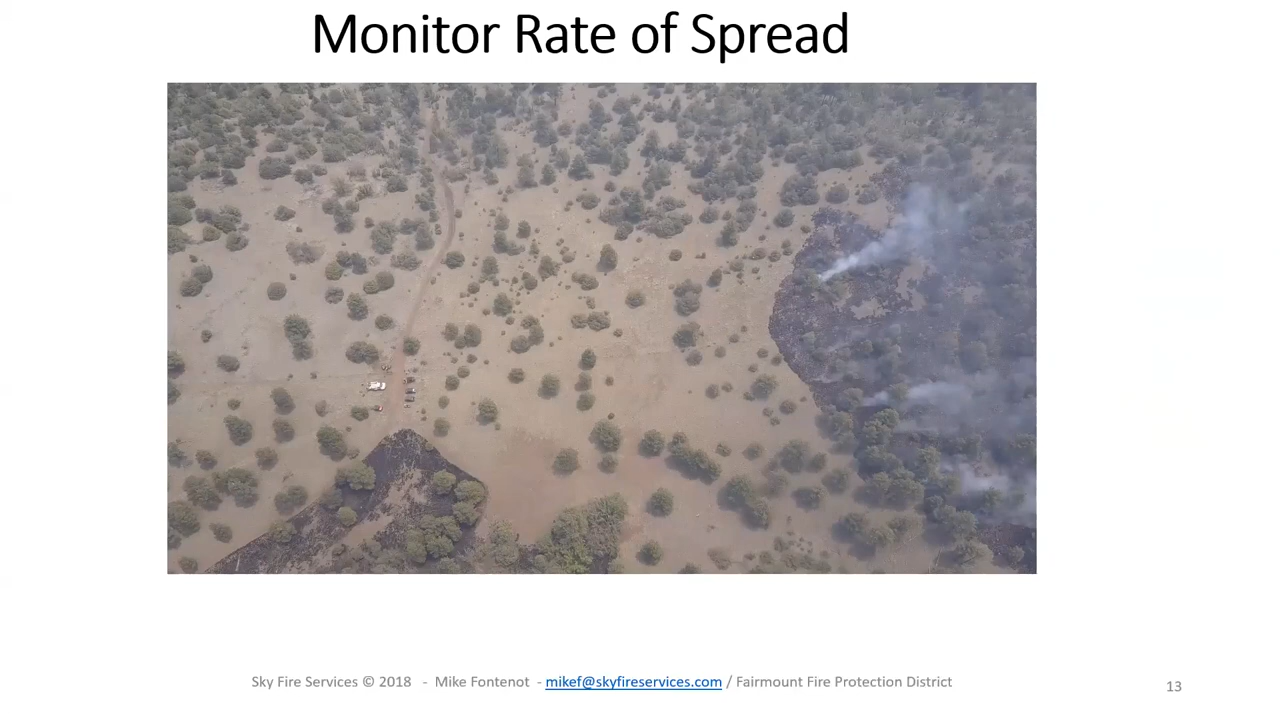 Monitor Rate of Spread
Sky Fire Services © 2018 - Mike Fontenot - mikef@skyfireservices.com / Fairmount Fire Protection District
13